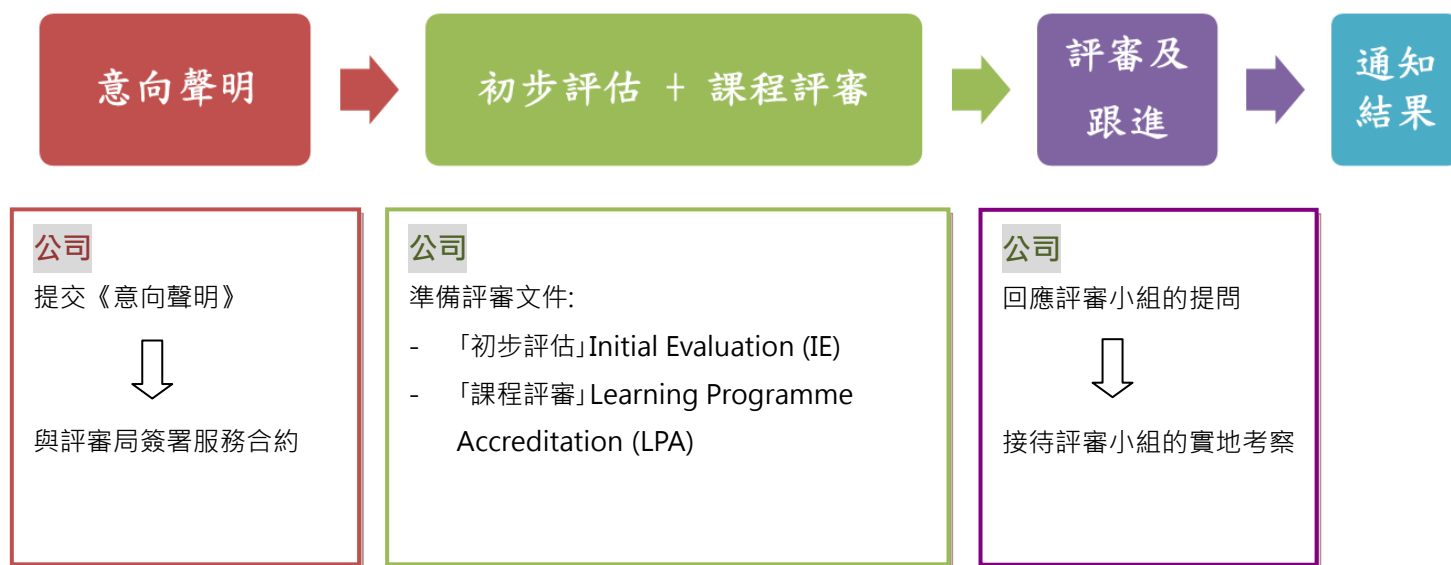 意向聲明
初步評估 + 課程評審
評審及
跟進
通知
結果
公司
提交《意向聲明》
與評審局簽署服務合約
公司
準備評審文件:
- 「初步評估」Initial Evaluation (IE)
- 「課程評審」Learning Programme
Accreditation (LPA)
公司
回應評審小組的提問
接待評審小組的實地考察